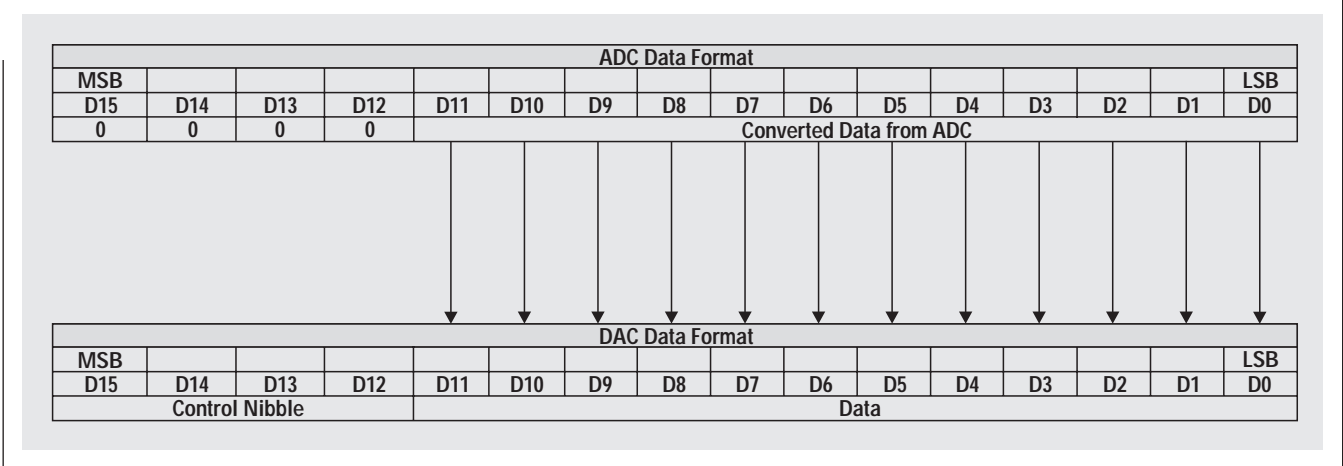 ADC Data Format
MSB LSB
D15 D14 D13 D12 D11 D10 D9 D8 D7 D6 D5 D4 D3 D2 D1 D0
0 0 0 0 Converted Data from ADC
DAC Data Format
MSB LSB
D15 D14 D13 D12 D11 D10 D9 D8 D7 D6 D5 D4 D3 D2 D1 D0
Control Nibble Data